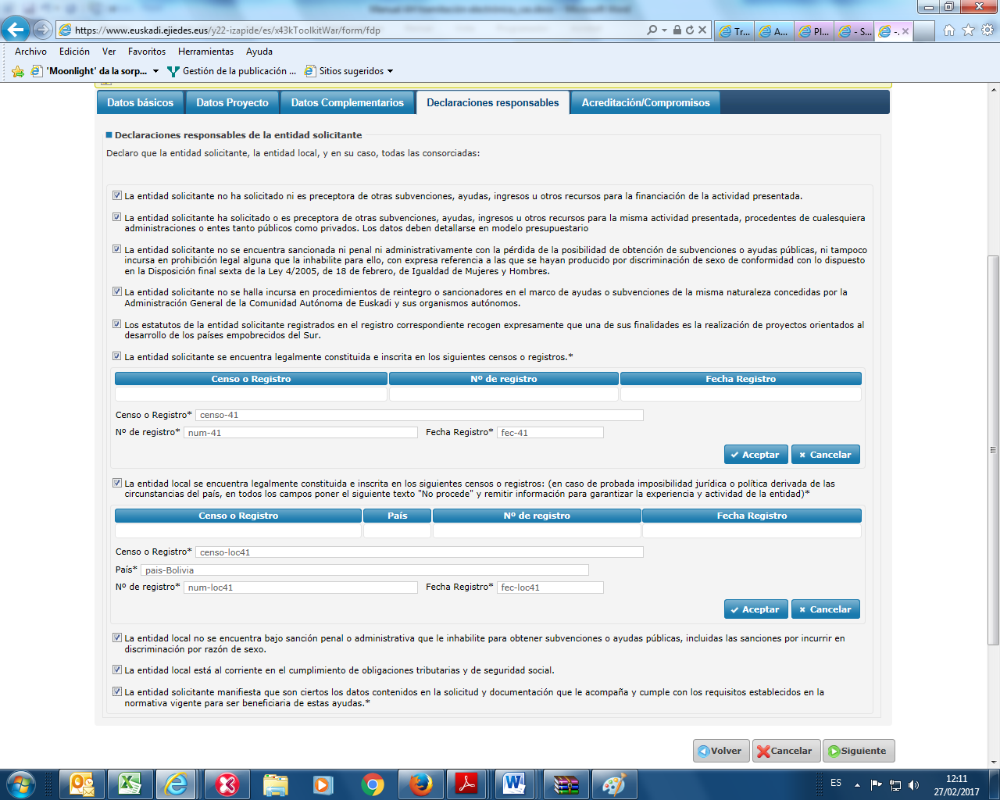 https://www.euskadi.ejiedes.eus/y22-izapide/es/x43kToolkitWar/form/fdp
Tr...
A...
Pl...
- S...
-.
Archivo Edición Ver Favoritos Herramientas Ayuda
'Moonlight' da la sorp... Gestión de la publicación ... Sitios sugeridos
Datos básicos Datos Proyecto Datos Complementarios Declaraciones responsables Acreditación/Compromisos
Declaraciones responsables de la entidad solicitante
Declaro que la entidad solicitante, la entidad local, y en su caso, todas las consorciadas:
La entidad solicitante no ha solicitado ni es preceptora de otras subvenciones, ayudas, ingresos u otros recursos para la financiación de la actividad presentada.
La entidad solicitante ha solicitado o es preceptora de otras subvenciones, ayudas, ingresos u otros recursos para la misma actividad presentada, procedentes de cualesquiera
administraciones o entes tanto públicos como privados. Los datos deben detallarse en modelo presupuestario
La entidad solicitante no se encuentra sancionada ni penal ni administrativamente con la pérdida de la posibilidad de obtención de subvenciones o ayudas públicas, ni tampoco
incursa en prohibición legal alguna que la inhabilite para ello, con expresa referencia a las que se hayan producido por discriminación de sexo de conformidad con lo dispuesto
en la Disposición final sexta de la Ley 4/2005, de 18 de febrero, de Igualdad de Mujeres y Hombres.
La entidad solicitante no se halla incursa en procedimientos de reintegro o sancionadores en el marco de ayudas o subvenciones de la misma naturaleza concedidas por la
Administración General de la Comunidad Autónoma de Euskadi y sus organismos autónomos.
Los estatutos de la entidad solicitante registrados en el registro correspondiente recogen expresamente que una de sus finalidades es la realización de proyectos orientados al
desarrollo de los países empobrecidos del Sur.
La entidad solicitante se encuentra legalmente constituida e inscrita en los siguientes censos o registros.*
Censo o Registro Nº de registro Fecha Registro
Censo o Registro* censo-41
Nº de registro* num-41 Fecha Registro* fec-41
Aceptar Cancelar
La entidad local se encuentra legalmente constituida e inscrita en los siguientes censos o registros: (en caso de probada imposibilidad jurídica o política derivada de las
circunstancias del país, en todos los campos poner el siguiente texto "No procede" y remitir información para garantizar la experiencia y actividad de la entidad)*
Censo o Registro País Nº de registro Fecha Registro
Censo o Registro* censo-loc41
País* pais-Bolivia
Nº de registro* num-loc41 Fecha Registro* fec-loc41
Aceptar Cancelar
La entidad local no se encuentra bajo sanción penal o administrativa que le inhabilite para obtener subvenciones o ayudas públicas, incluidas las sanciones por incurrir en
discriminación por razón de sexo.
La entidad local está al corriente en el cumplimiento de obligaciones tributarias y de seguridad social.
La entidad solicitante manifiesta que son ciertos los datos contenidos en la solicitud y documentación que le acompaña y cumple con los requisitos establecidos en la
normativa vigente para ser beneficiaria de estas ayudas.*
Volver Cancelar Siguiente
ES
12:11
27/02/2017